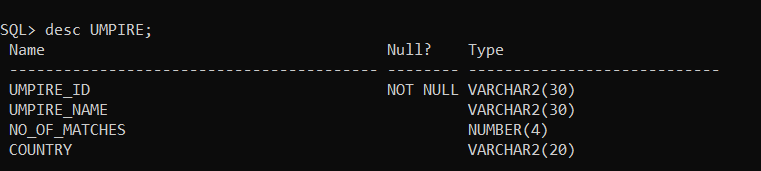 SQL> desc UMPIRE;
 Name                                      Null?    Type
 ----------------------------------------- -------- ----------------------------
 UMPIRE_ID                                 NOT NULL VARCHAR2(30)
 UMPIRE_NAME                                        VARCHAR2(30)
 NO_OF_MATCHES                                      NUMBER(4)
 COUNTRY                                            VARCHAR2(20)